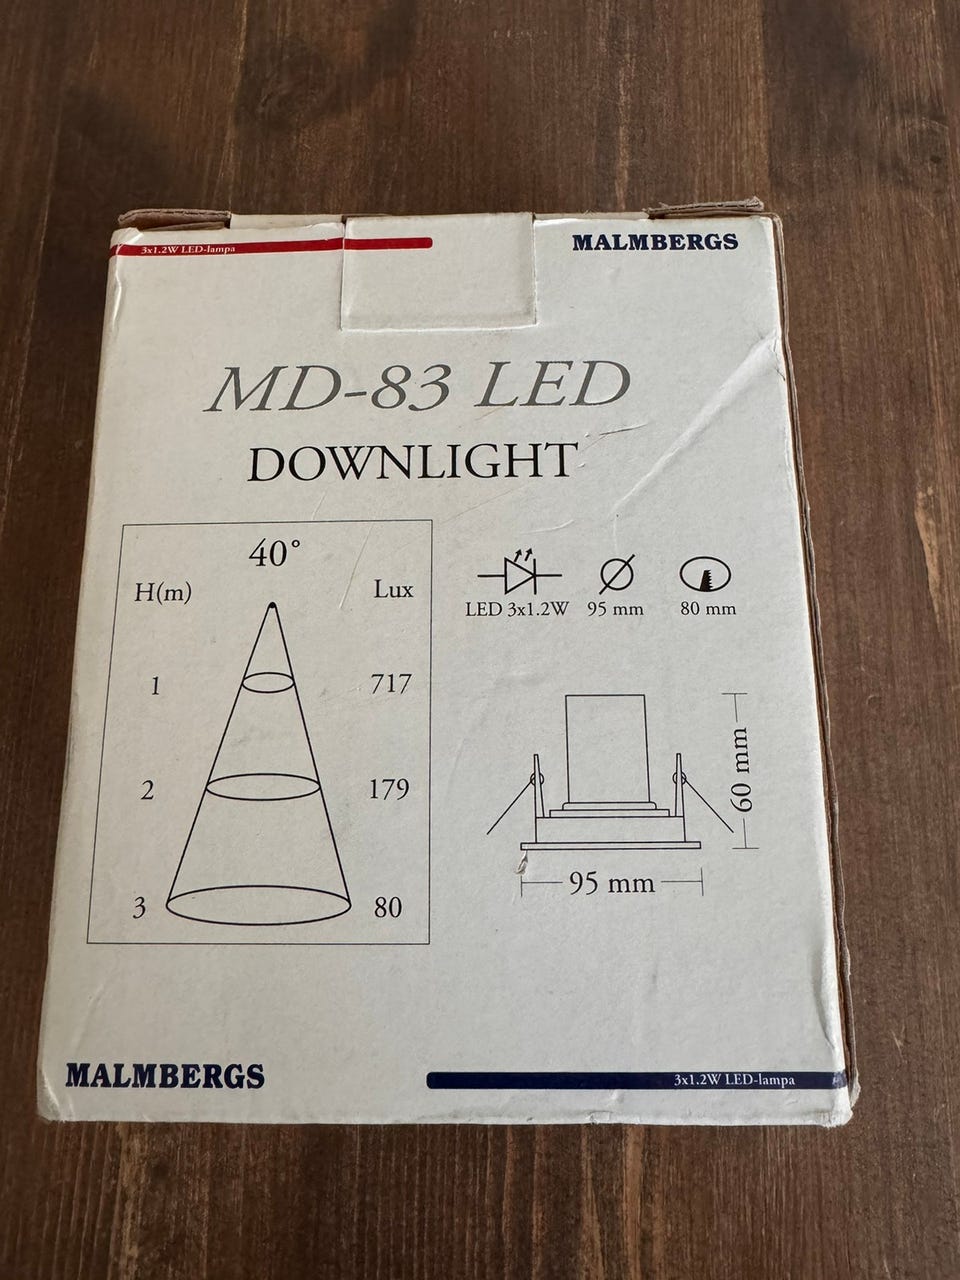 3x1.2W LED-lampa
MALMBERGS
MD-83 LED
DOWNLIGHT
40°
H(m) Lux
1 717
2 179
3 80
LED 3x1.2W 95 mm 80 mm
60 mm
95 mm
MALMBERGS
3x1.2W LED-lampa